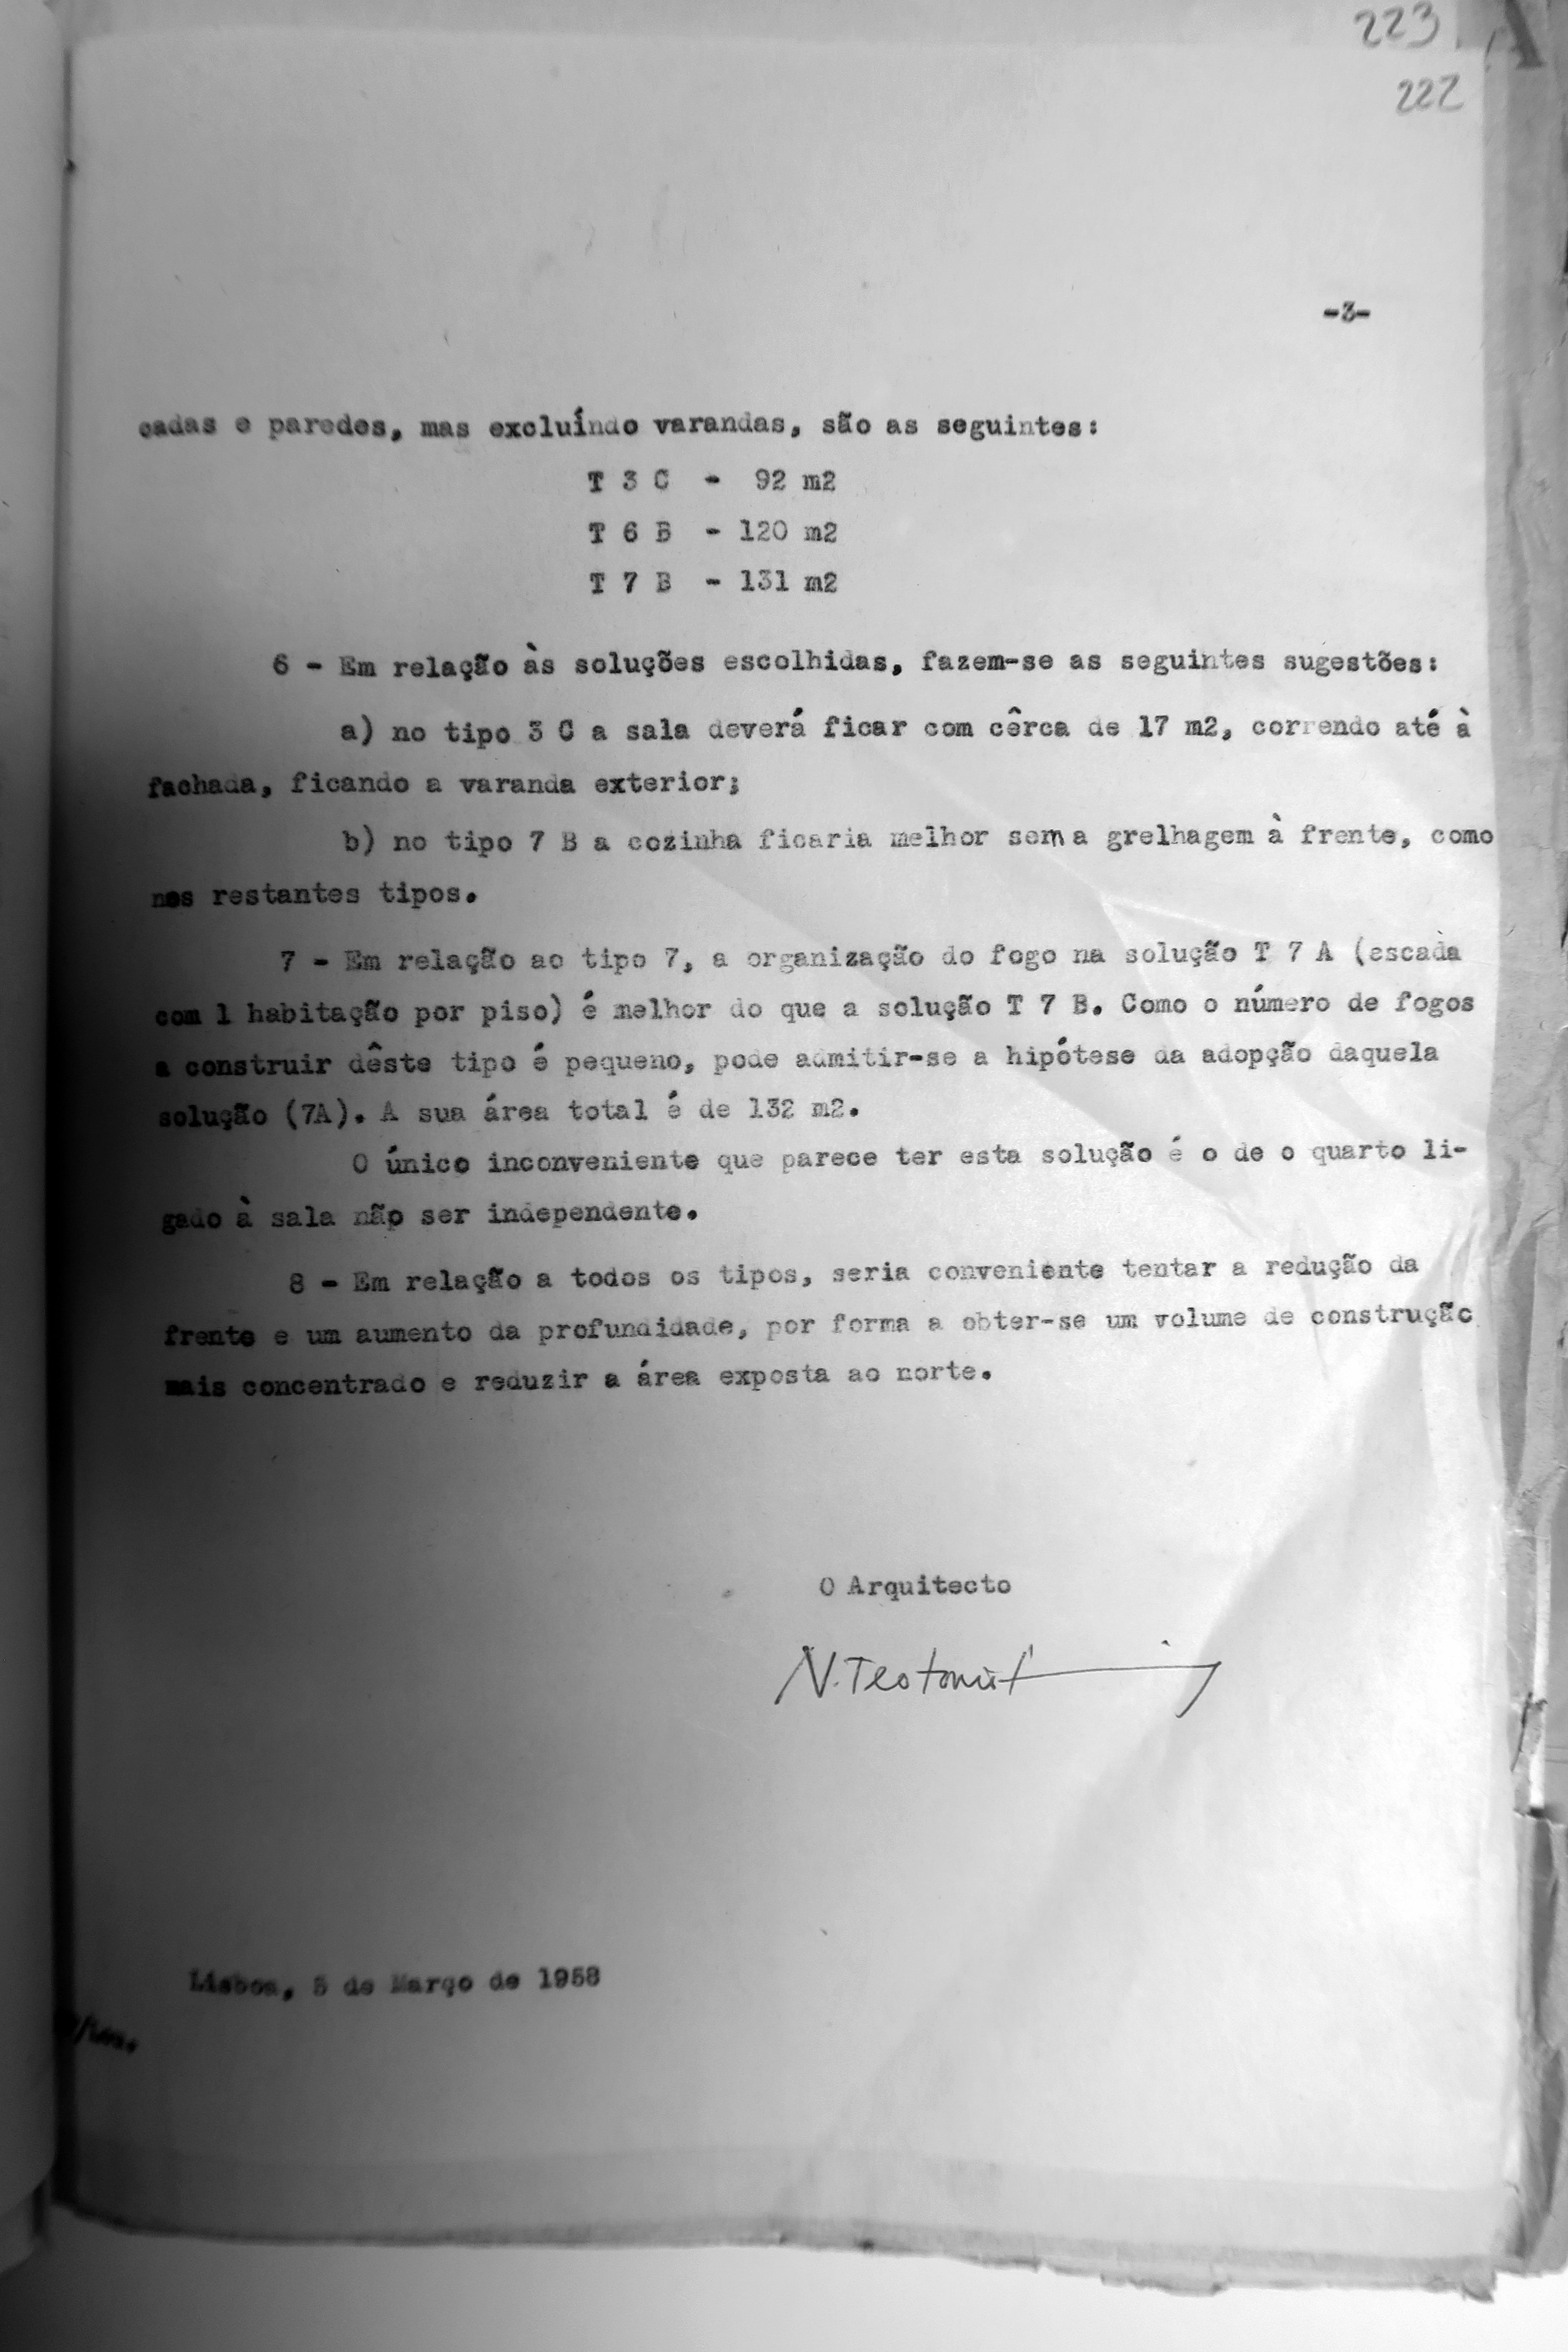 223
222
-3-
cadas e paredes, mas excluíndo varandas, são as seguintes:
T 3 C - 92 m2
T 6 B - 120 m2
T 7 B - 131 m2
6 - Em relação às soluções escolhidas, fazem-se as seguintes sugestões:
a) no tipo 3 C a sala deverá ficar com cêrca de 17 m2, correndo até à
fachada, ficando a varanda exterior;
b) no tipo 7 B a cozinha ficaria melhor sem a grelhagem à frente, como
nos restantes tipos.
7 - Em relação ao tipo 7, a organização do fogo na solução T 7 A (escada
com 1 habitação por piso) é melhor do que a solução T 7 B. Como o número de fogos
a construir dêste tipo é pequeno, pode admitir-se a hipótese da adopção daquela
solução (7A). A sua área total é de 132 m2.
O único inconveniente que parece ter esta solução é o de o quarto li-
gado à sala não ser independente.
8 - Em relação a todos os tipos, seria conveniente tentar a redução da
frente e um aumento da profundidade, por forma a obter-se um volume de construção
mais concentrado e reduzir a área exposta ao norte.
O Arquitecto
N. Teotónio
Lisboa, 5 de Março de 1958